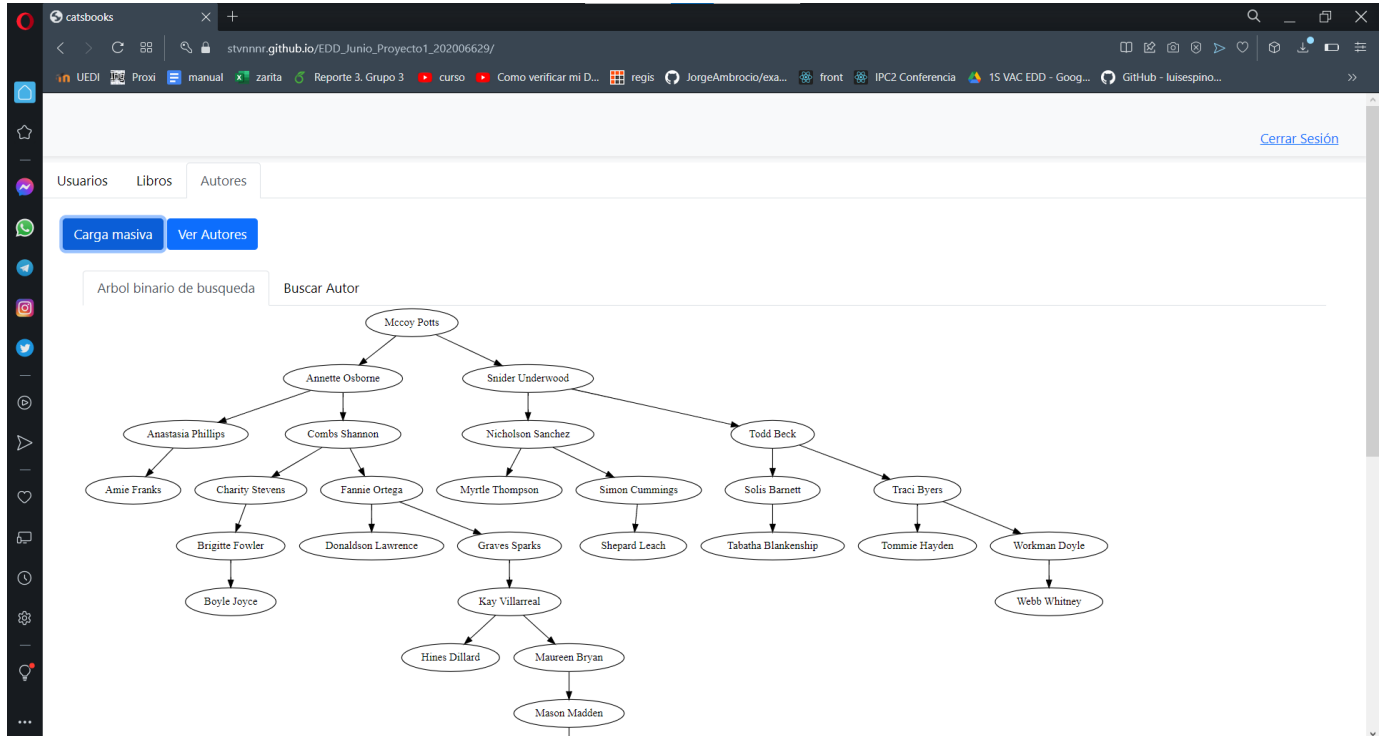 catsbooks
stvnnnr.github.io/EDD_Junio_Proyecto1_202006629/
UEDI Proxi manual zarita Reporte 3. Grupo 3 curso Como verificar mi D... regis JorgeAmbrocio/exa... front IPC2 Conferencia 1S VAC EDD - Goog... GitHub - luisespino...
Cerrar Sesión
Usuarios Libros Autores
Carga masiva Ver Autores
Arbol binario de busqueda Buscar Autor
Mccoy Potts
Annette Osborne Snider Underwood
Anastasia Phillips Combs Shannon Nicholson Sanchez Todd Beck
Amie Franks Charity Stevens Fannie Ortega Myrtle Thompson Simon Cummings Solis Barnett Traci Byers
Brigitte Fowler Donaldson Lawrence Graves Sparks Shepard Leach Tabatha Blankenship Tommie Hayden Workman Doyle
Boyle Joyce Kay Villarreal Webb Whitney
Hines Dillard Maureen Bryan
Mason Madden